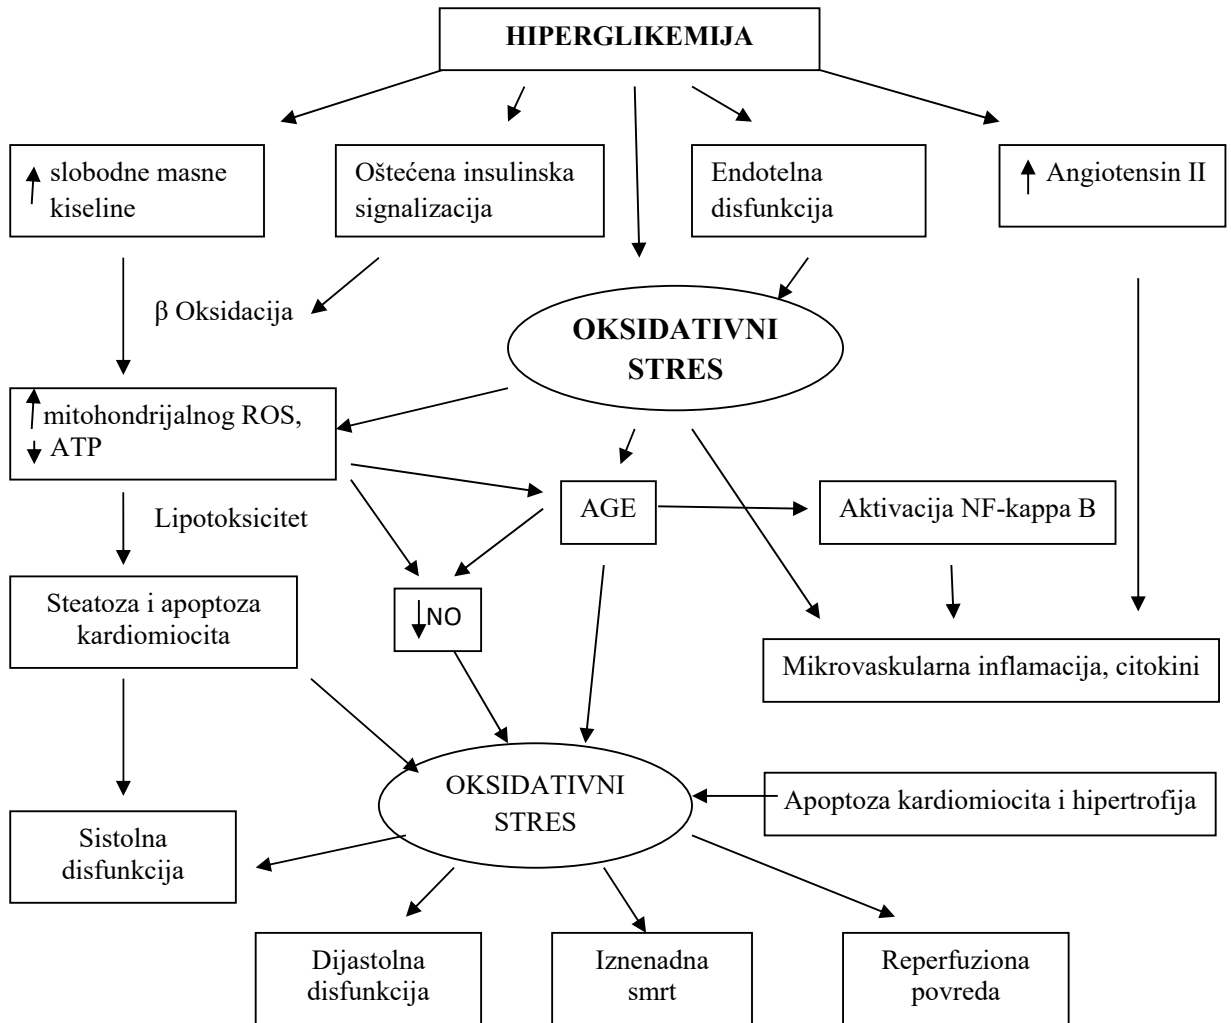 HIPERGLIKEMIJA
slobodne masne
kiseline
Oštećena insulinska
signalizacija
Endotelna
disfunkcija
Angiotensin II
β Oksidacija
OKSIDATIVNI
STRES
mitohondrijalnog ROS,
ATP
AGE
Aktivacija NF-kappa B
Lipotoksicitet
Steatoza i apoptoza
kardiomiocita
NO
Mikrovaskularna inflamacija, citokini
OKSIDATIVNI
STRES
Apoptoza kardiomiocita i hipertrofija
Sistolna
disfunkcija
Dijastolna
disfunkcija
Iznenadna
smrt
Reperfuziona
povreda